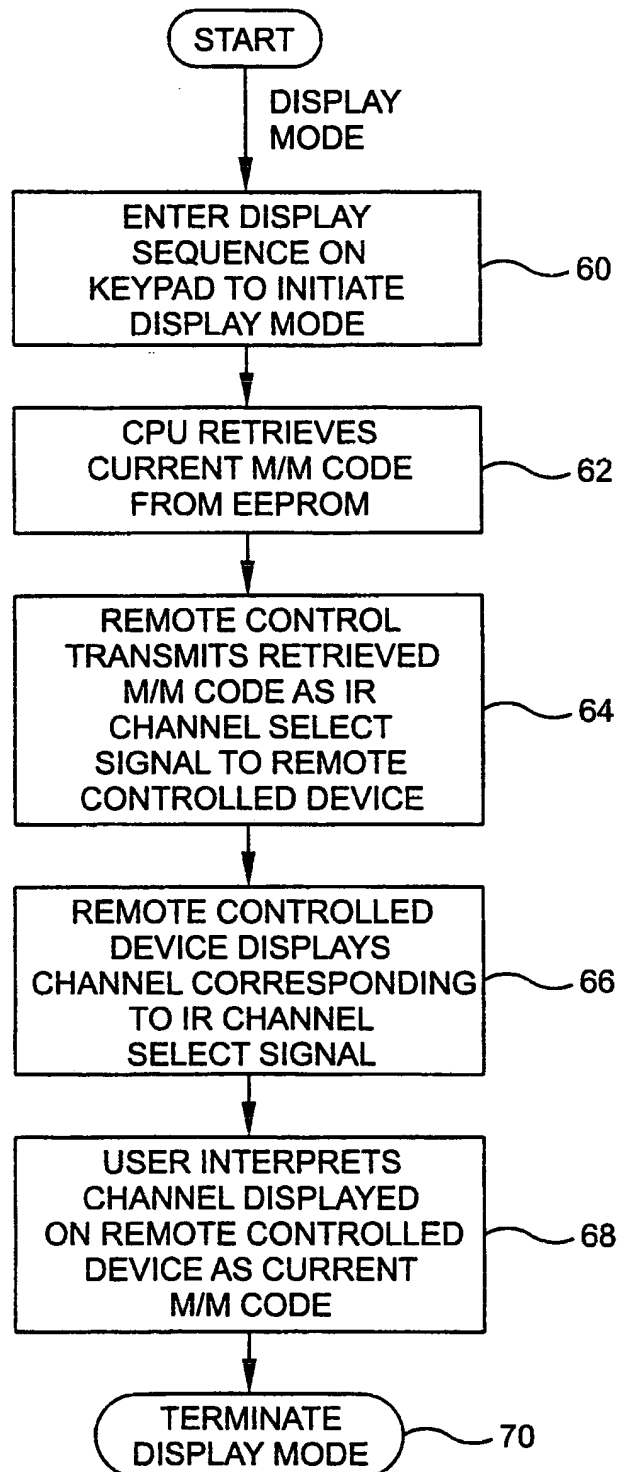 START
DISPLAY
MODE
ENTER DISPLAY
SEQUENCE ON
KEYPAD TO INITIATE
DISPLAY MODE
60
CPU RETRIEVES
CURRENT M/M CODE
FROM EEPROM
62
REMOTE CONTROL
TRANSMITS RETRIEVED
M/M CODE AS IR
CHANNEL SELECT
SIGNAL TO REMOTE
CONTROLLED DEVICE
64
REMOTE CONTROLLED
DEVICE DISPLAYS
CHANNEL CORRESPONDING
TO IR CHANNEL
SELECT SIGNAL
66
USER INTERPRETS
CHANNEL DISPLAYED
ON REMOTE CONTROLLED
DEVICE AS CURRENT
M/M CODE
68
TERMINATE
DISPLAY MODE
70